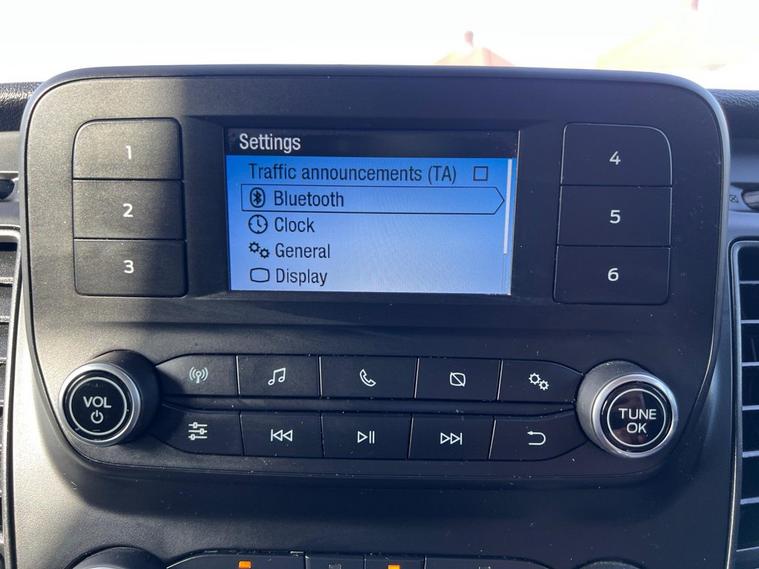 Settings
Traffic announcements (TA)
Bluetooth
Clock
General
Display
1
2
3
4
5
6
VOL
TUNE
OK